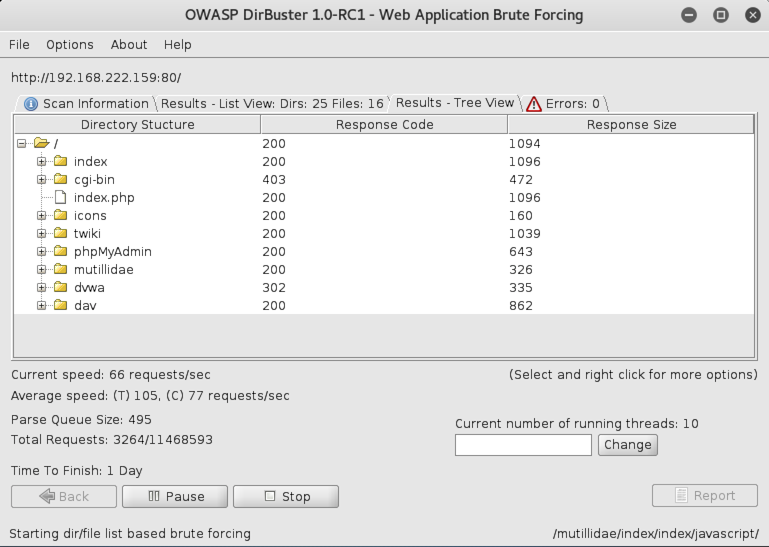 OWASP DirBuster 1.0-RC1 - Web Application Brute Forcing
File Options About Help
http://192.168.222.159:80/
Scan Information Results - List View: Dirs: 25 Files: 16 Results - Tree View Errors: 0
Directory Stucture Response Code Response Size
/ 200 1094
index 200 1096
cgi-bin 403 472
index.php 200 1096
icons 200 160
twiki 200 1039
phpMyAdmin 200 643
mutillidae 200 326
dvwa 302 335
dav 200 862
Current speed: 66 requests/sec (Select and right click for more options)
Average speed: (T) 105, (C) 77 requests/sec
Parse Queue Size: 495
Total Requests: 3264/11468593
Current number of running threads: 10
Change
Time To Finish: 1 Day
Back Pause Stop Report
Starting dir/file list based brute forcing /mutillidae/index/index/javascript/